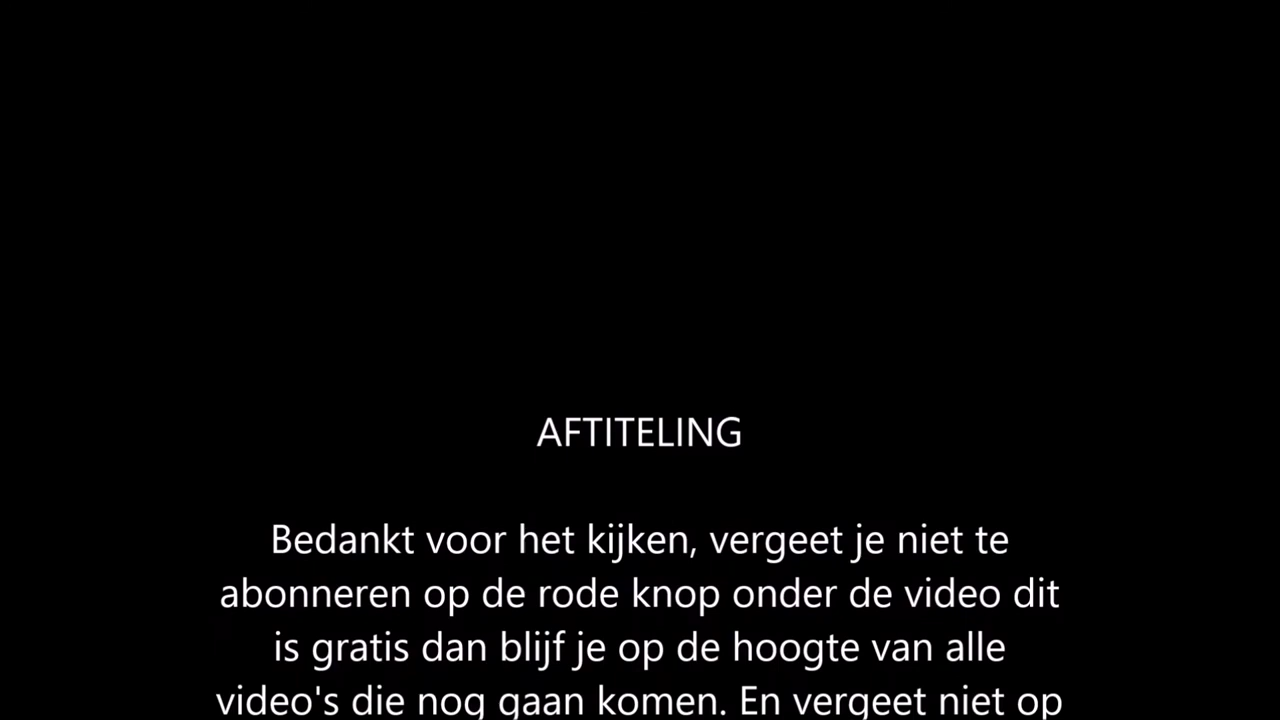 AFTITELING
Bedankt voor het kijken, vergeet je niet te
abonneren op de rode knop onder de video dit
is gratis dan blijf je op de hoogte van alle
video's die nog gaan komen. En vergeet niet op